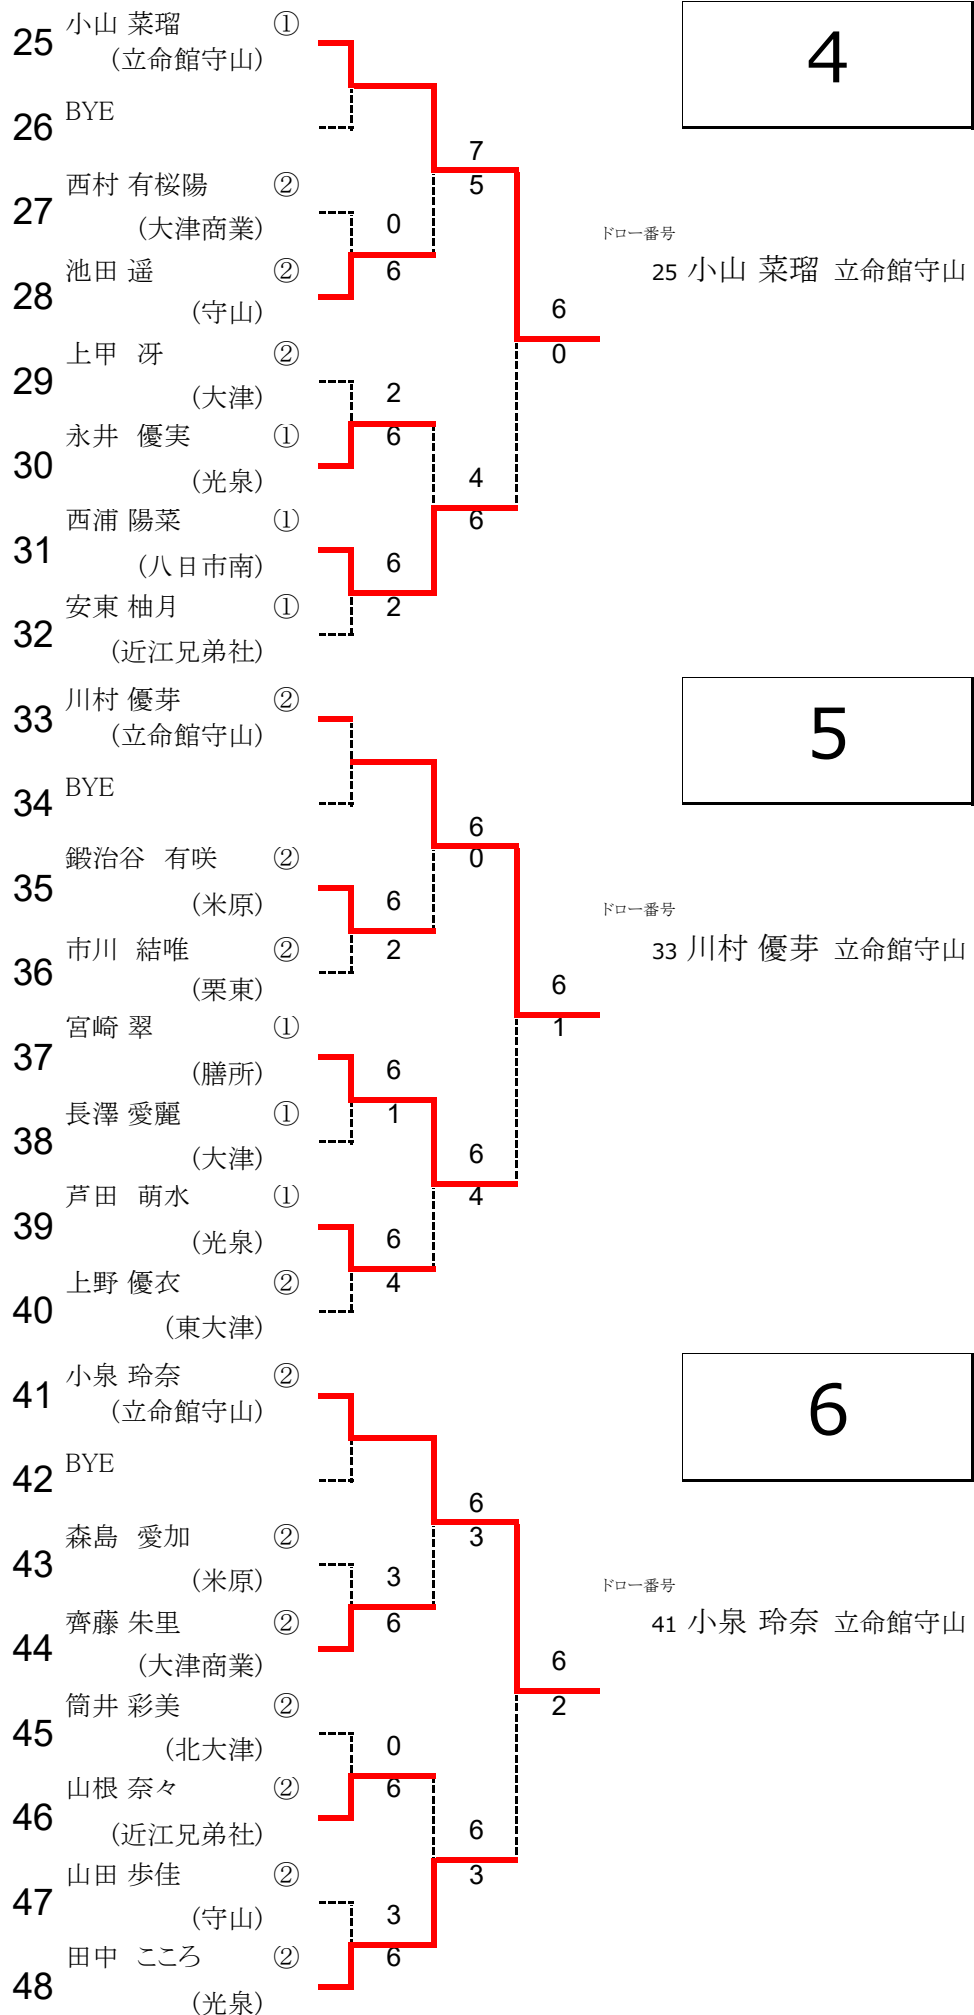 25 小山 菜瑠 ①
(立命館守山)
4
26 BYE
7
5
27 西村 有桜陽 ②
(大津商業)
0
ドロー番号
28 池田 遥 ②
6
25 小山 菜瑠 立命館守山
(守山)
6
0
29 上甲 冴 ②
(大津)
2
30 永井 優実 ①
6
(光泉)
4
6
31 西浦 陽菜 ①
(八日市南)
6
32 安東 柚月 ①
2
(近江兄弟社)
33 川村 優芽 ②
(立命館守山)
5
34 BYE
6
0
35 鍛治谷 有咲 ②
(米原)
6
ドロー番号
36 市川 結唯 ②
2
33 川村 優芽 立命館守山
(栗東)
6
1
37 宮崎 翠 ①
(膳所)
6
38 長澤 愛麗 ①
1
(大津)
6
4
39 芦田 萌水 ①
(光泉)
6
40 上野 優衣 ②
4
(東大津)
41 小泉 玲奈 ②
(立命館守山)
6
42 BYE
6
3
43 森島 愛加 ②
(米原)
3
ドロー番号
44 齊藤 朱里 ②
6
41 小泉 玲奈 立命館守山
(大津商業)
6
2
45 筒井 彩美 ②
(北大津)
0
46 山根 奈々 ②
6
(近江兄弟社)
6
3
47 山田 歩佳 ②
(守山)
3
48 田中 こころ ②
6
(光泉)